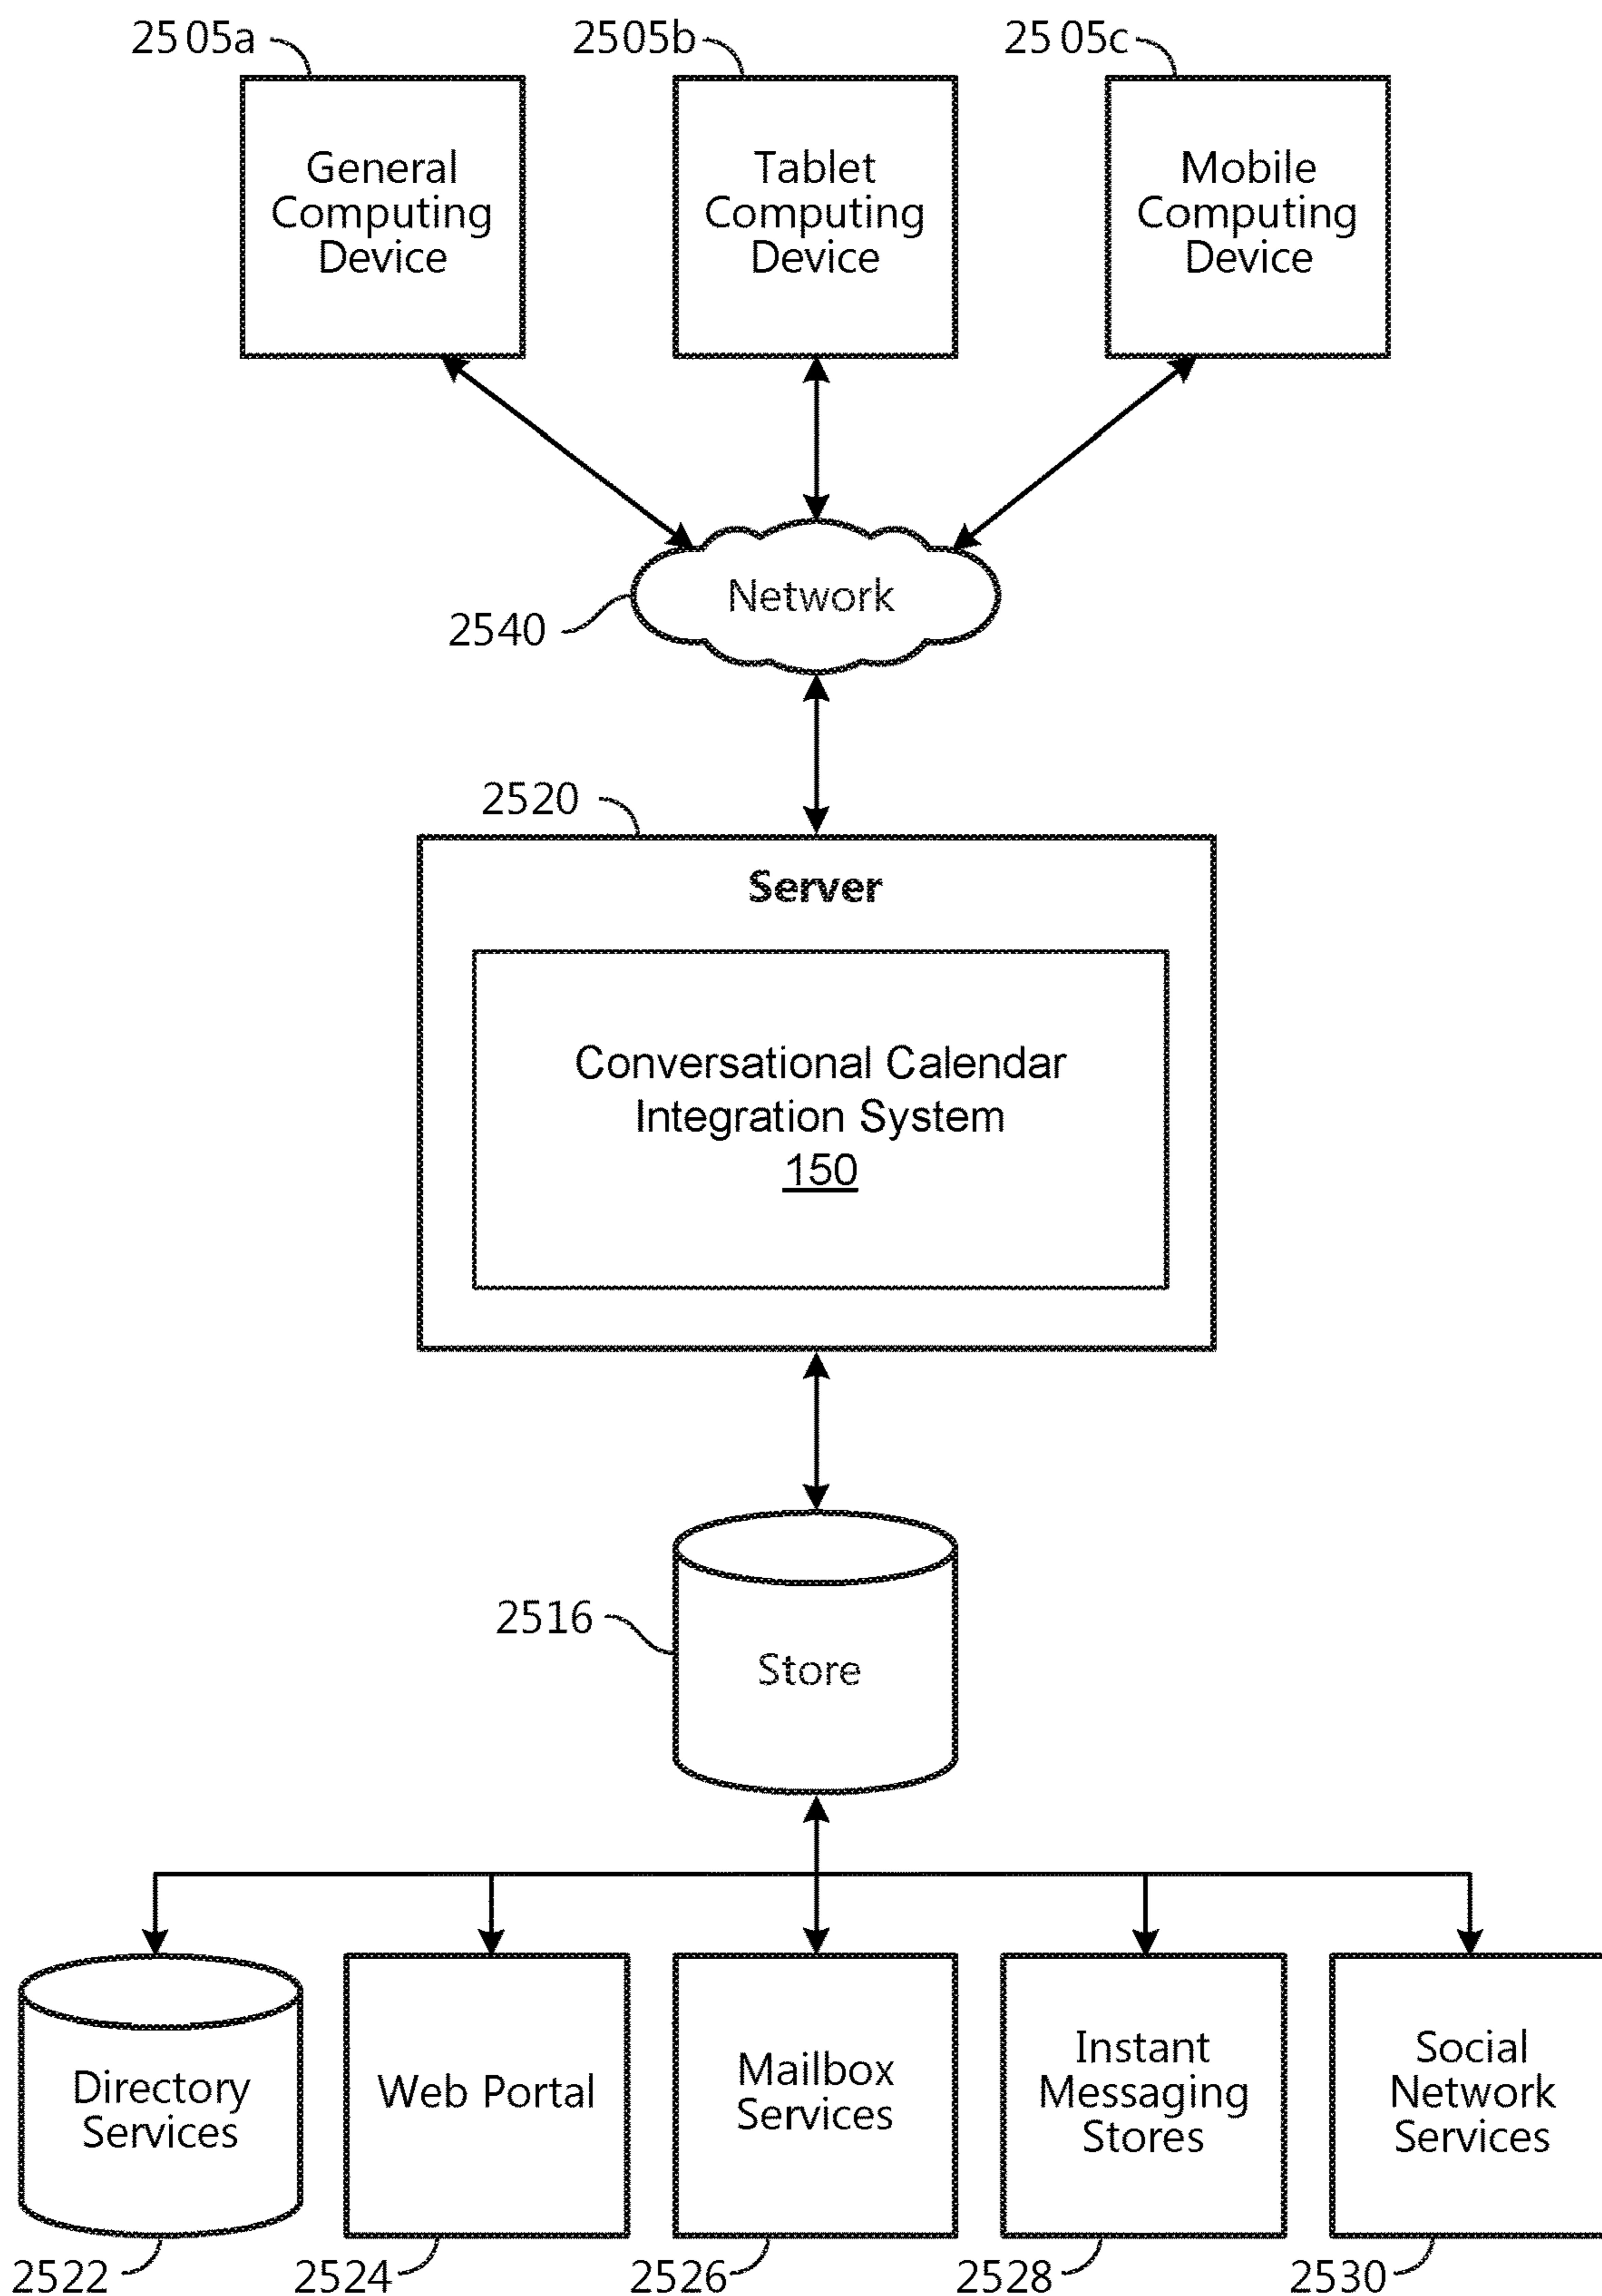 2505a
2505b
2505c
General
Computing
Device
Tablet
Computing
Device
Mobile
Computing
Device
Network
2540
2520
Server
Conversational Calendar
Integration System
150
2516
Store
Directory
Services
Web Portal
Mailbox
Services
Instant
Messaging
Stores
Social
Network
Services
2522
2524
2526
2528
2530